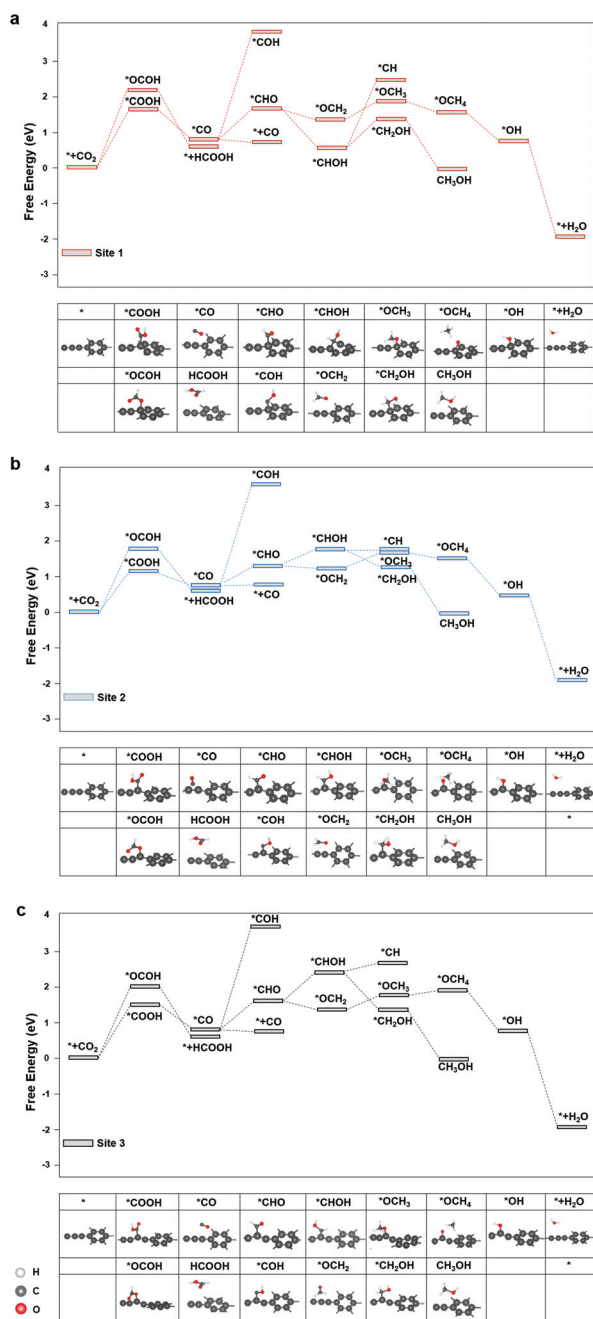 a
4
3
2
1
0
-1
-2
-3
Free Energy (eV)
*+CO2
*OCOH
*COOH
*CO
*+HCOOH
*COH
*CHO
*+CO
*OCH2
*CHOH
*CH
*OCH3
*CH2OH
*OCH4
CH3OH
*OH
*+H2O
Site 1
* *COOH *CO *CHO *CHOH *OCH3 *OCH4 *OH *+H2O
*OCOH HCOOH *COH *OCH2 *CH2OH CH3OH
b
4
3
2
1
0
-1
-2
-3
Free Energy (eV)
*+CO2
*OCOH
*COOH
*CO
*+HCOOH
*COH
*CHO
*+CO
*CHOH
*OCH2
*CH
*OCH3
*CH2OH
*OCH4
CH3OH
*OH
*+H2O
Site 2
* *COOH *CO *CHO *CHOH *OCH3 *OCH4 *OH *+H2O
*OCOH HCOOH *COH *OCH2 *CH2OH CH3OH *
c
4
3
2
1
0
-1
-2
-3
Free Energy (eV)
*+CO2
*OCOH
*COOH
*CO
*+HCOOH
*COH
*CHO
*+CO
*CHOH
*OCH2
*CH
*OCH3
*CH2OH
*OCH4
CH3OH
*OH
*+H2O
Site 3
* *COOH *CO *CHO *CHOH *OCH3 *OCH4 *OH *+H2O
*OCOH HCOOH *COH *OCH2 *CH2OH CH3OH *
H
C
O